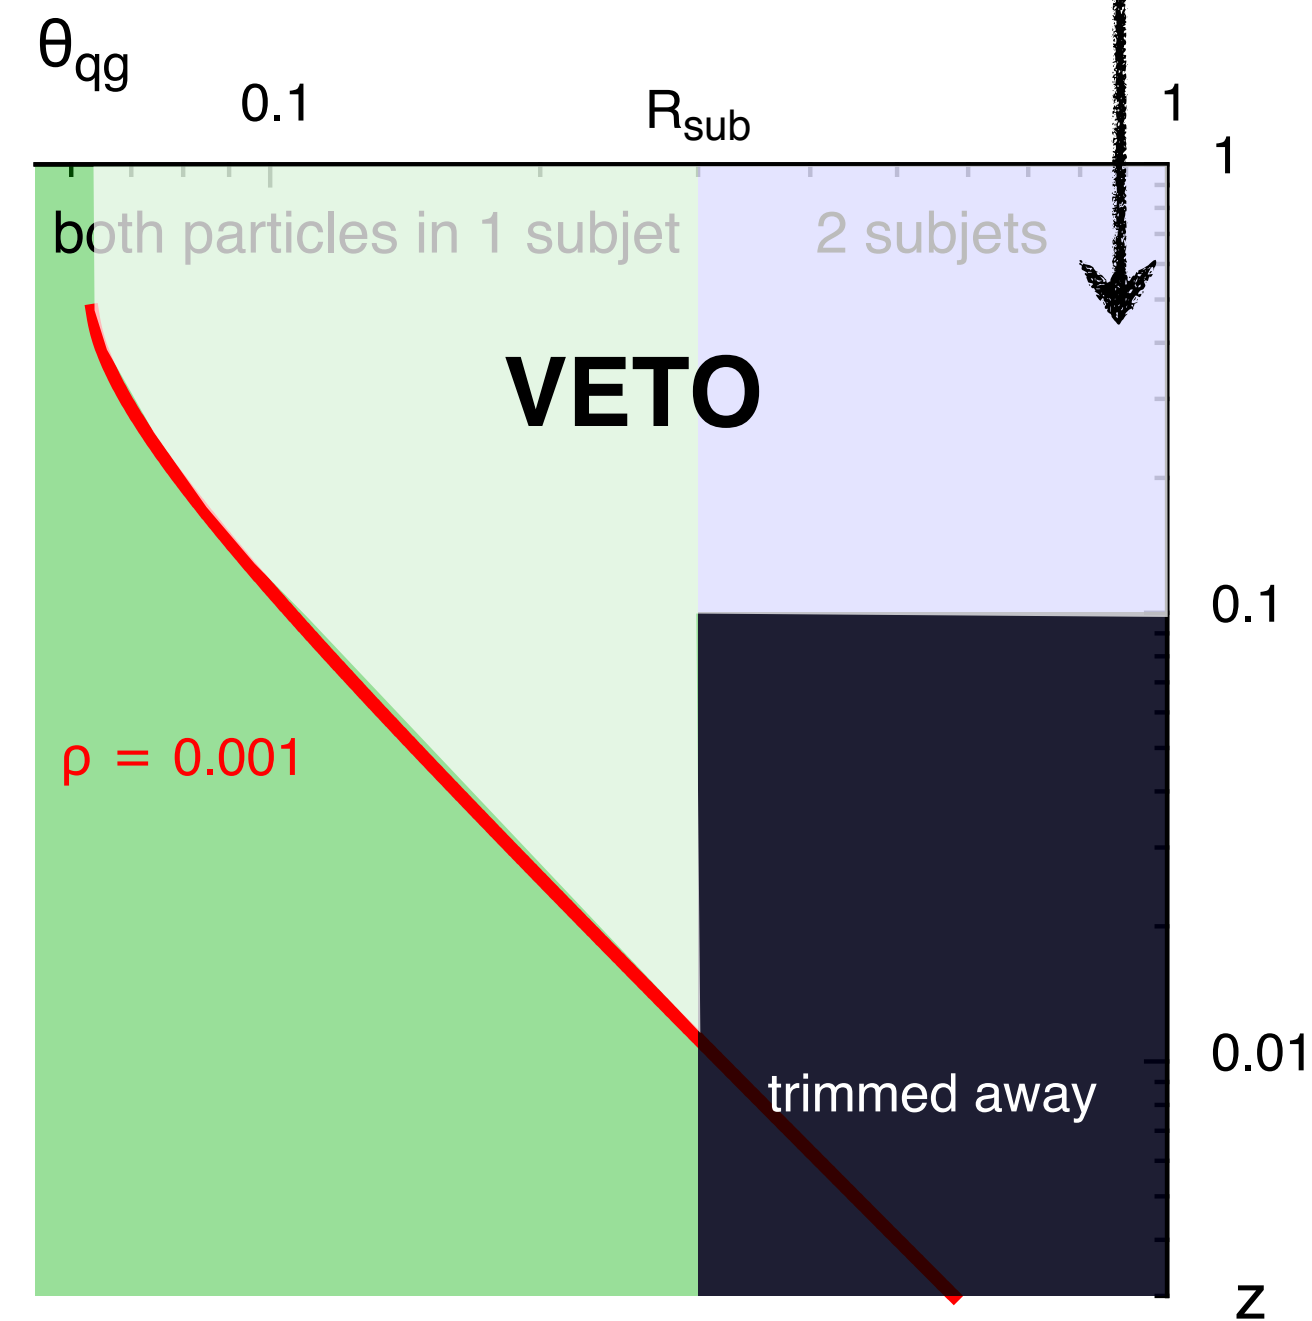 θqg
0.1 Rsub 1
1
both particles in 1 subjet 2 subjets
VETO
0.1
ρ = 0.001
0.01
trimmed away
z